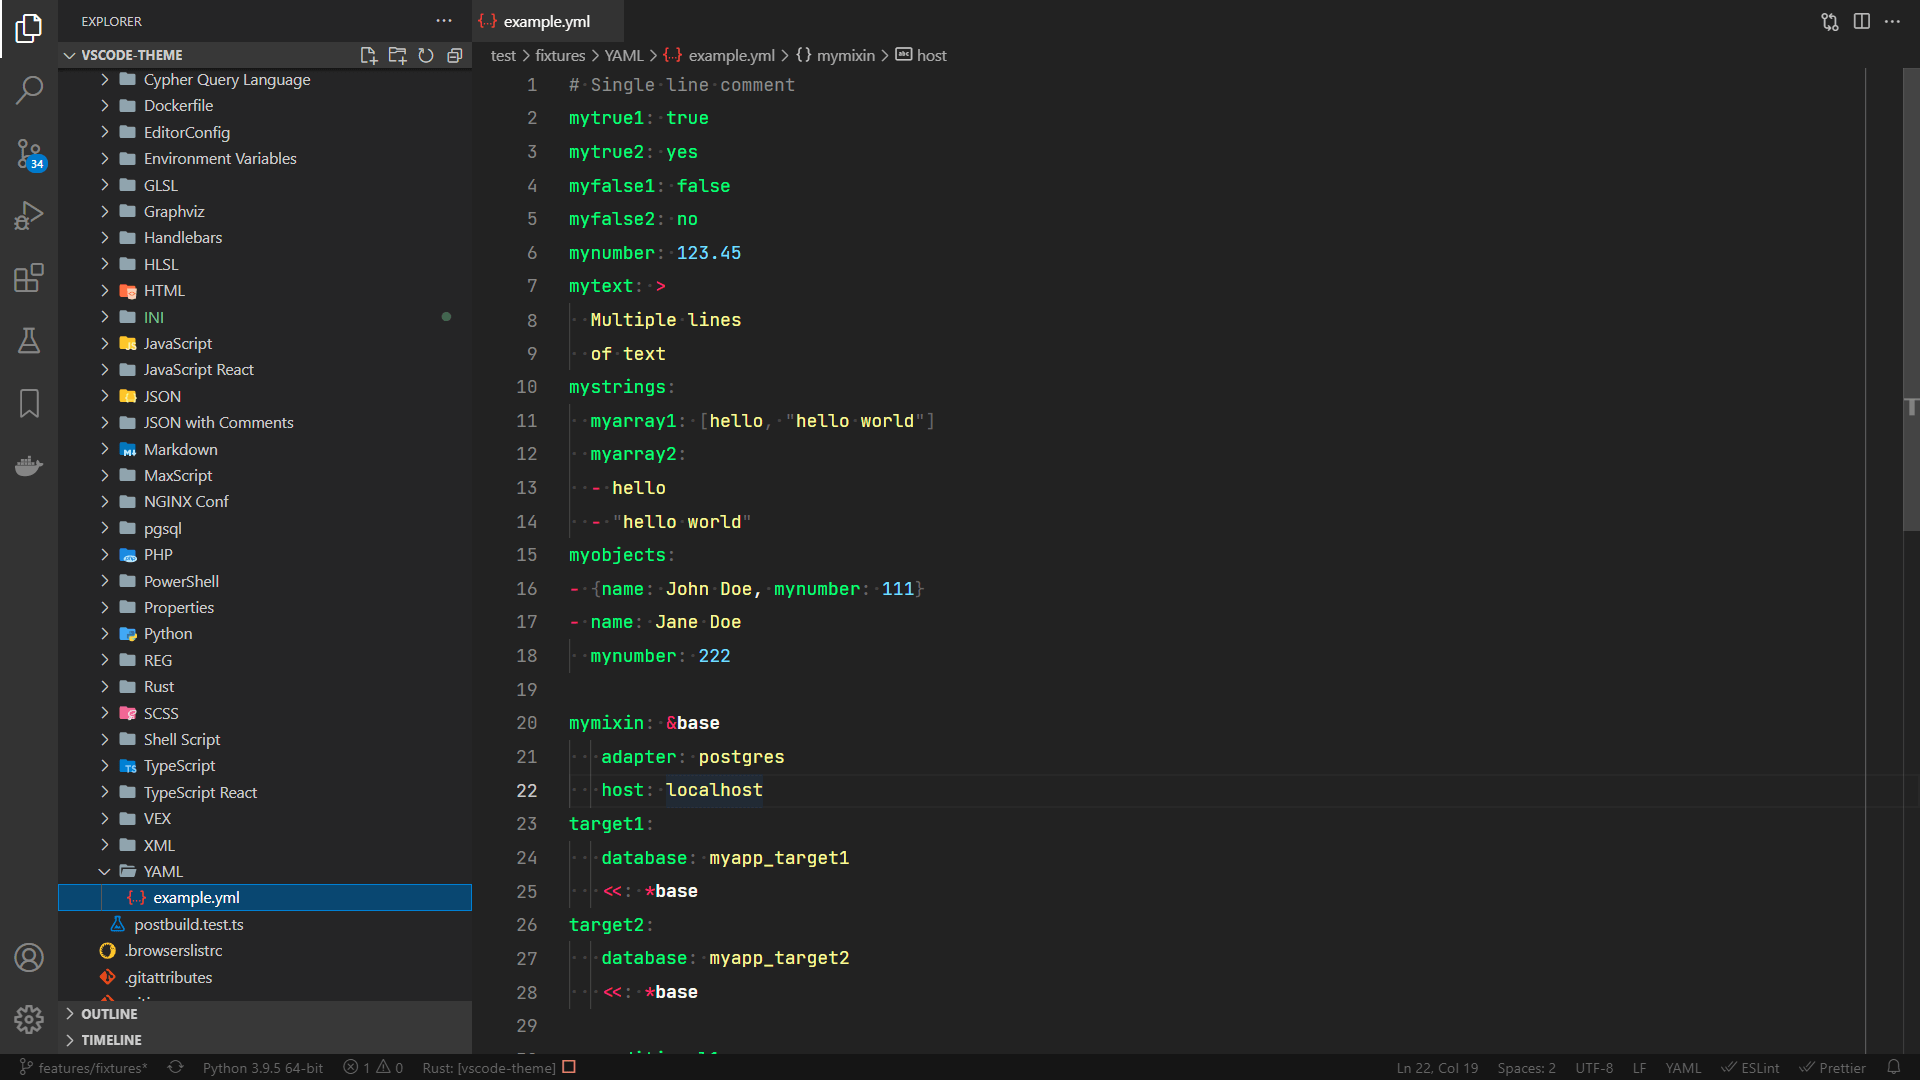 EXPLORER
VSCODE-THEME
Cypher Query Language
Dockerfile
EditorConfig
Environment Variables
GLSL
Graphviz
Handlebars
HLSL
HTML
INI
JavaScript
JavaScript React
JSON
JSON with Comments
Markdown
MaxScript
NGINX Conf
pgsql
PHP
PowerShell
Properties
Python
REG
Rust
SCSS
Shell Script
TypeScript
TypeScript React
VEX
XML
YAML
example.yml
postbuild.test.ts
.browserslistrc
.gitattributes
OUTLINE
TIMELINE
34
example.yml
test > fixtures > YAML > example.yml > {} mymixin > host
1 # Single line comment
2 mytrue1: true
3 mytrue2: yes
4 myfalse1: false
5 myfalse2: no
6 mynumber: 123.45
7 mytext: >
8   Multiple lines
9   of text
10 mystrings:
11   myarray1: [hello, "hello world"]
12   myarray2:
13   - hello
14   - "hello world"
15 myobjects:
16 - {name: John Doe, mynumber: 111}
17 - name: Jane Doe
18   mynumber: 222
19
20 mymixin: &base
21    adapter: postgres
22    host: localhost
23 target1:
24    database: myapp_target1
25    <<: *base
26 target2:
27    database: myapp_target2
28    <<: *base
29
features/fixtures* Python 3.9.5 64-bit 1 0 Rust: [vscode-theme] Ln 22, Col 19 Spaces: 2 UTF-8 LF YAML ESLint Prettier